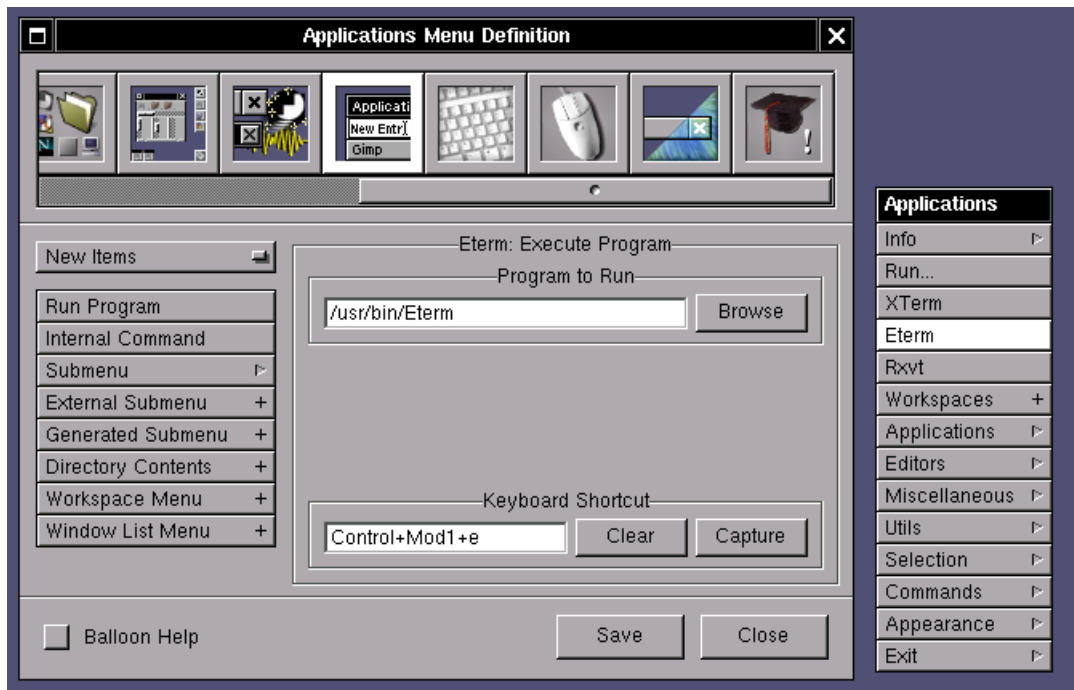 Applications Menu Definition
Applicati
New Entr
Gimp
New Items
Run Program
Internal Command
Submenu
External Submenu +
Generated Submenu +
Directory Contents +
Workspace Menu +
Window List Menu +
Eterm: Execute Program
Program to Run
/usr/bin/Eterm
Browse
Keyboard Shortcut
Control+Mod1+e
Clear
Capture
Balloon Help
Save
Close
Applications
Info
Run...
XTerm
Eterm
Rxvt
Workspaces +
Applications
Editors
Miscellaneous
Utils
Selection
Commands
Appearance
Exit